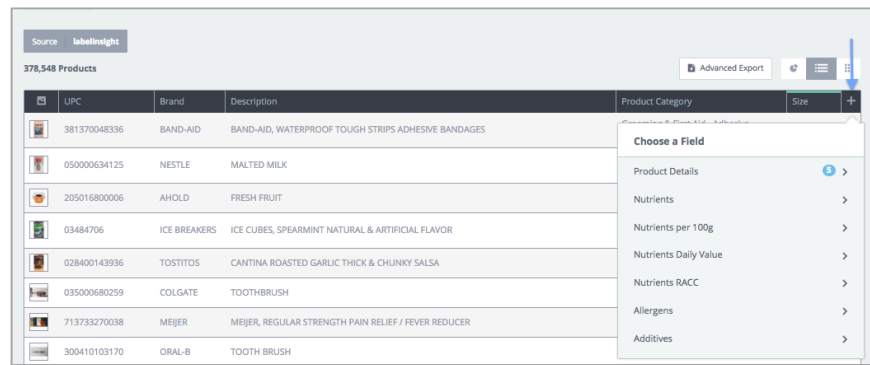 Source labelinsight
378,548 Products
Advanced Export
UPC Brand Description Product Category Size +
381370048336 BAND-AID BAND-AID, WATERPROOF TOUGH STRIPS ADHESIVE BANDAGES
050000634125 NESTLE MALTED MILK
205016800006 AHOLD FRESH FRUIT
03484706 ICE BREAKERS ICE CUBES, SPEARMINT NATURAL & ARTIFICIAL FLAVOR
028400143936 TOSTITOS CANTINA ROASTED GARLIC THICK & CHUNKY SALSA
035000680259 COLGATE TOOTHBRUSH
713733270038 MEIJER MEIJER, REGULAR STRENGTH PAIN RELIEF / FEVER REDUCER
300410103170 ORAL-B TOOTH BRUSH
Choose a Field
Product Details 5
Nutrients
Nutrients per 100g
Nutrients Daily Value
Nutrients RACC
Allergens
Additives